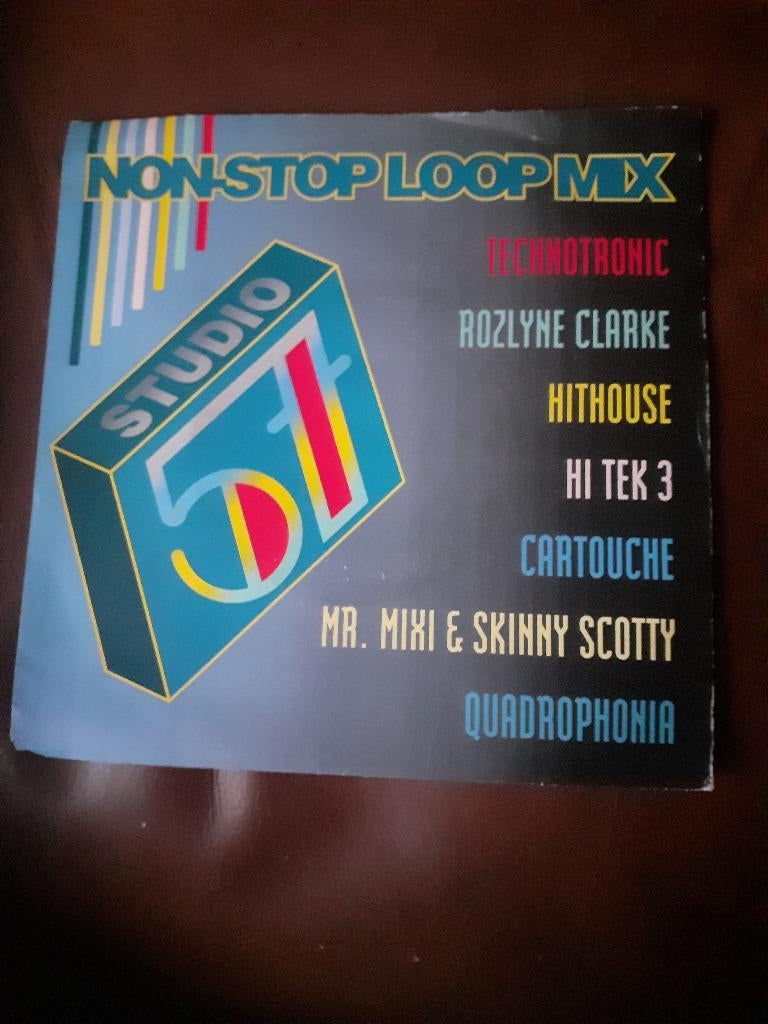 NON-STOP LOOP MIX
TECHNOTRONIC
ROZLYNE CLARKE
HITHOUSE
HI TEK 3
CARTOUCHE
MR. MIXI & SKINNY SCOTTY
QUADROPHONIA
STUDIO
57